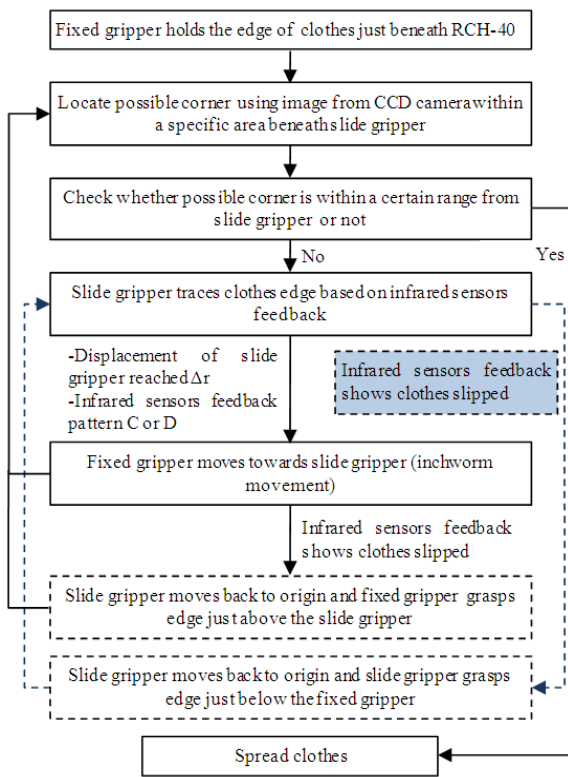 Fixed gripper holds the edge of clothes just beneath RCH-40
Locate possible corner using image from CCD camera within
a specific area beneath slide gripper
Check whether possible corner is within a certain range from
slide gripper or not
No
Yes
Slide gripper traces clothes edge based on infrared sensors
feedback
-Displacement of slide
gripper reached Δr
-Infrared sensors feedback
pattern C or D
Infrared sensors feedback
shows clothes slipped
Fixed gripper moves towards slide gripper (inchworm
movement)
Infrared sensors feedback
shows clothes slipped
Slide gripper moves back to origin and fixed gripper grasps
edge just above the slide gripper
Slide gripper moves back to origin and slide gripper grasps
edge just below the fixed gripper
Spread clothes